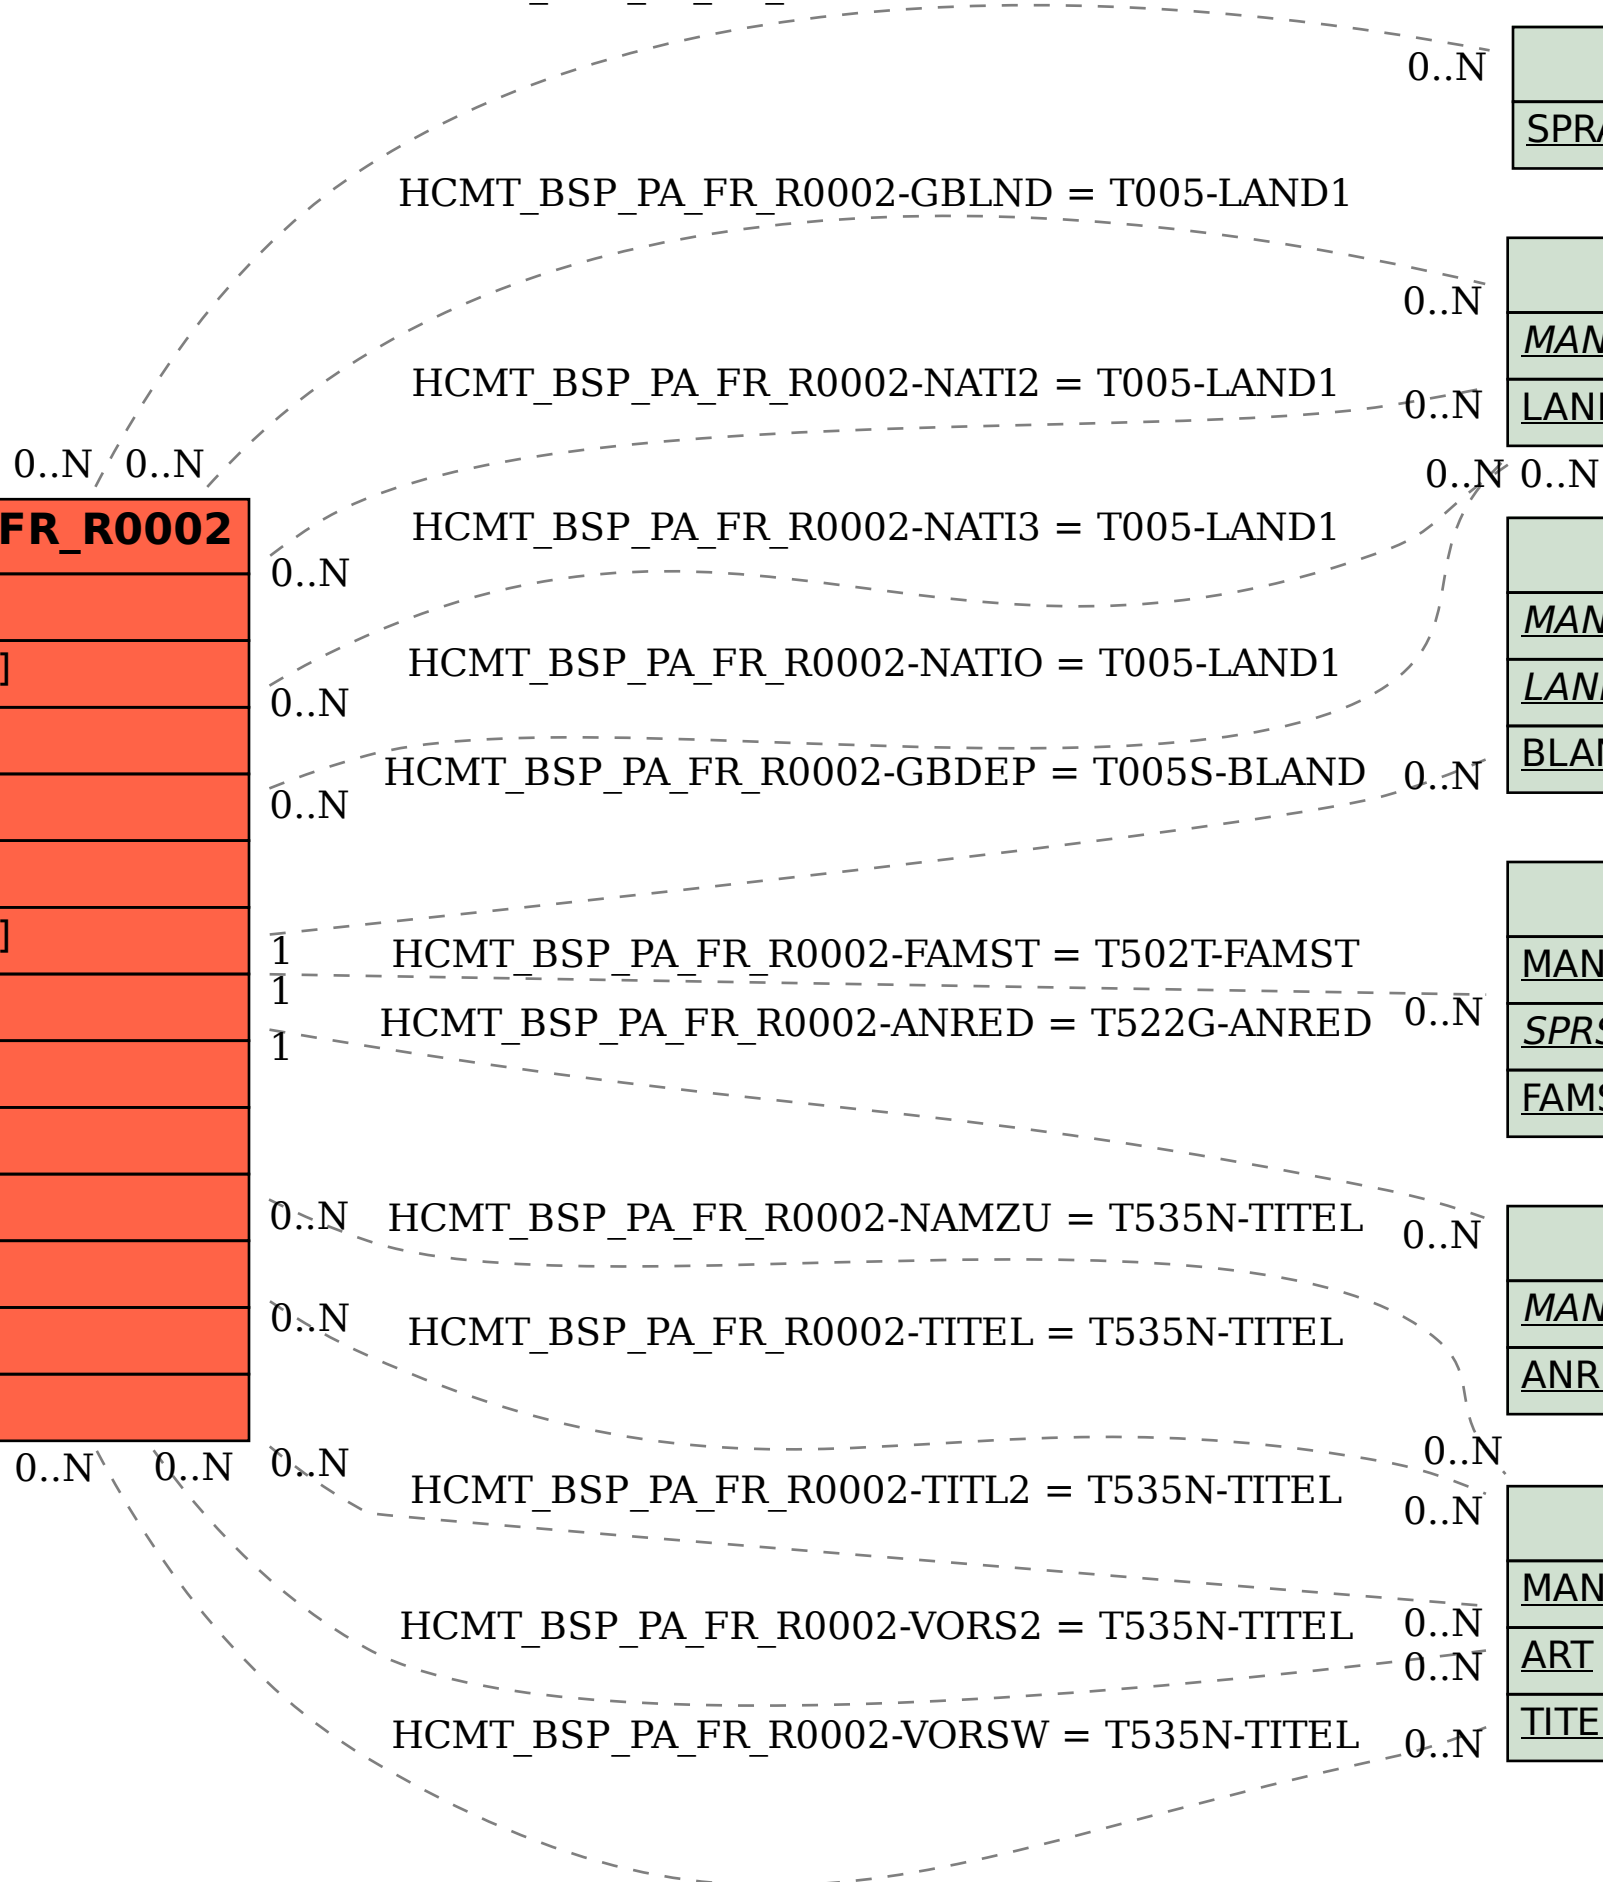 0..N
SPRA
HCMT_BSP_PA_FR_R0002-GBLND = T005-LAND1
0..N
MAN
HCMT_BSP_PA_FR_R0002-NATI2 = T005-LAND1
0..N
LAN
0..N 0..N
0..N 0..N
FR_R0002
HCMT_BSP_PA_FR_R0002-NATI3 = T005-LAND1
0..N
MAN
]
HCMT_BSP_PA_FR_R0002-NATIO = T005-LAND1
LAN
0..N
BLAN
HCMT_BSP_PA_FR_R0002-GBDEP = T005S-BLAND
0..N
0..N
]
1
HCMT_BSP_PA_FR_R0002-FAMST = T502T-FAMST
MAN
1
0..N
HCMT_BSP_PA_FR_R0002-ANRED = T522G-ANRED
SPRS
1
FAMS
0..N
HCMT_BSP_PA_FR_R0002-NAMZU = T535N-TITEL
0..N
MAN
0..N
HCMT_BSP_PA_FR_R0002-TITEL = T535N-TITEL
ANR
0..N
0..N 0..N
0..N
HCMT_BSP_PA_FR_R0002-TITL2 = T535N-TITEL
0..N
MAN
HCMT_BSP_PA_FR_R0002-VORS2 = T535N-TITEL
0..N
ART
0..N
TITE
HCMT_BSP_PA_FR_R0002-VORSW = T535N-TITEL
0..N